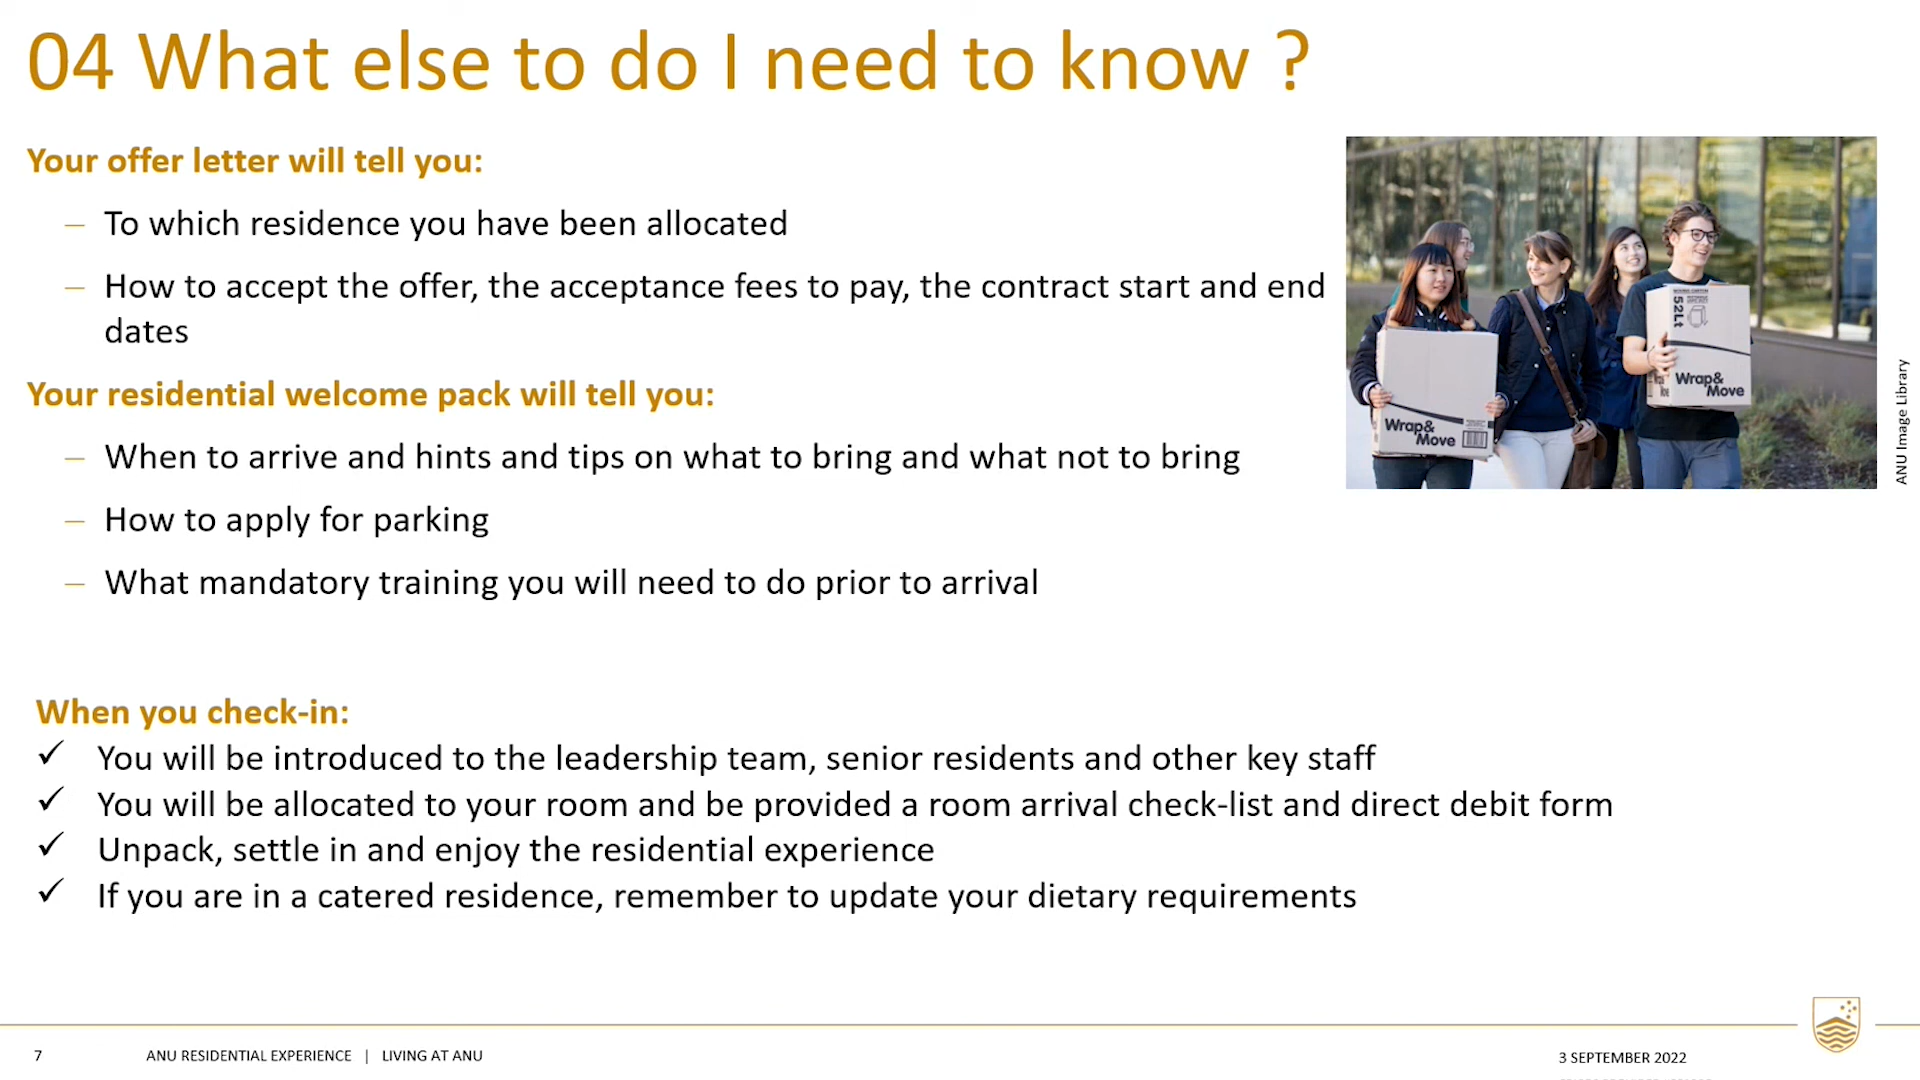 04 What else to do I need to know ?
Your offer letter will tell you:
– To which residence you have been allocated
– How to accept the offer, the acceptance fees to pay, the contract start and end
dates
Your residential welcome pack will tell you:
– When to arrive and hints and tips on what to bring and what not to bring
– How to apply for parking
– What mandatory training you will need to do prior to arrival
52Lt
Wrap&
Move
Wrap&
Move
ANU Image Library
When you check-in:
✓ You will be introduced to the leadership team, senior residents and other key staff
✓ You will be allocated to your room and be provided a room arrival check-list and direct debit form
✓ Unpack, settle in and enjoy the residential experience
✓ If you are in a catered residence, remember to update your dietary requirements
7 ANU RESIDENTIAL EXPERIENCE | LIVING AT ANU
3 SEPTEMBER 2022